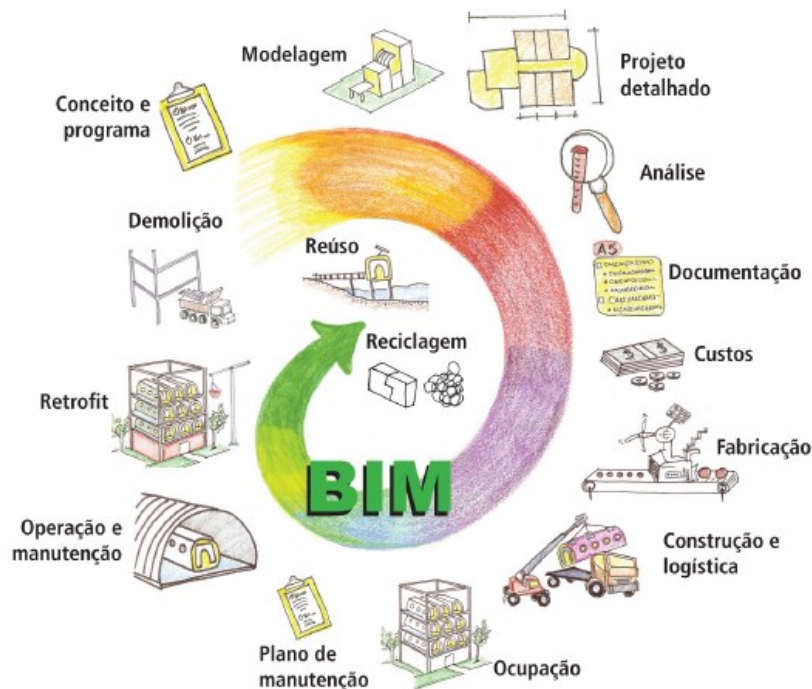 Modelagem
Projeto
detalhado
Conceito e
programa
Análise
Demolição
Reúso
A5
Documentação
Reciclagem
Custos
Retrofit
Fabricação
BIM
Operação e
manutenção
Construção e
logística
Plano de
manutenção
Ocupação